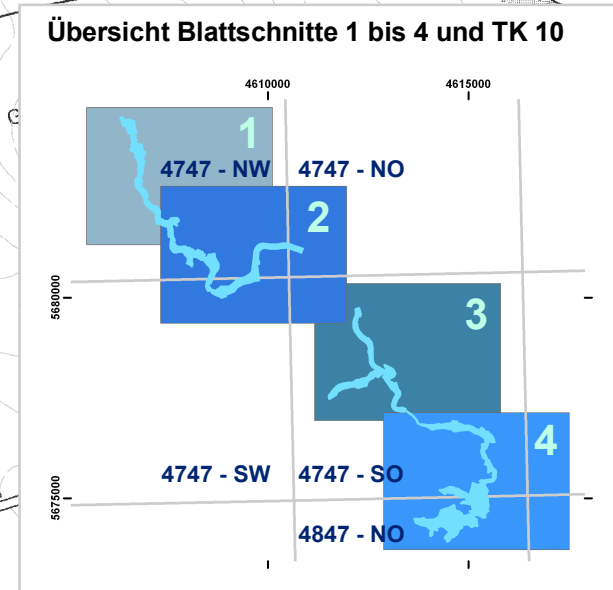 Übersicht Blattschnitte 1 bis 4 und TK 10
4610000 4615000
1
4747 - NW 4747 - NO
2
5680000
3
4
4747 - SW 4747 - SO
5675000
4847 - NO